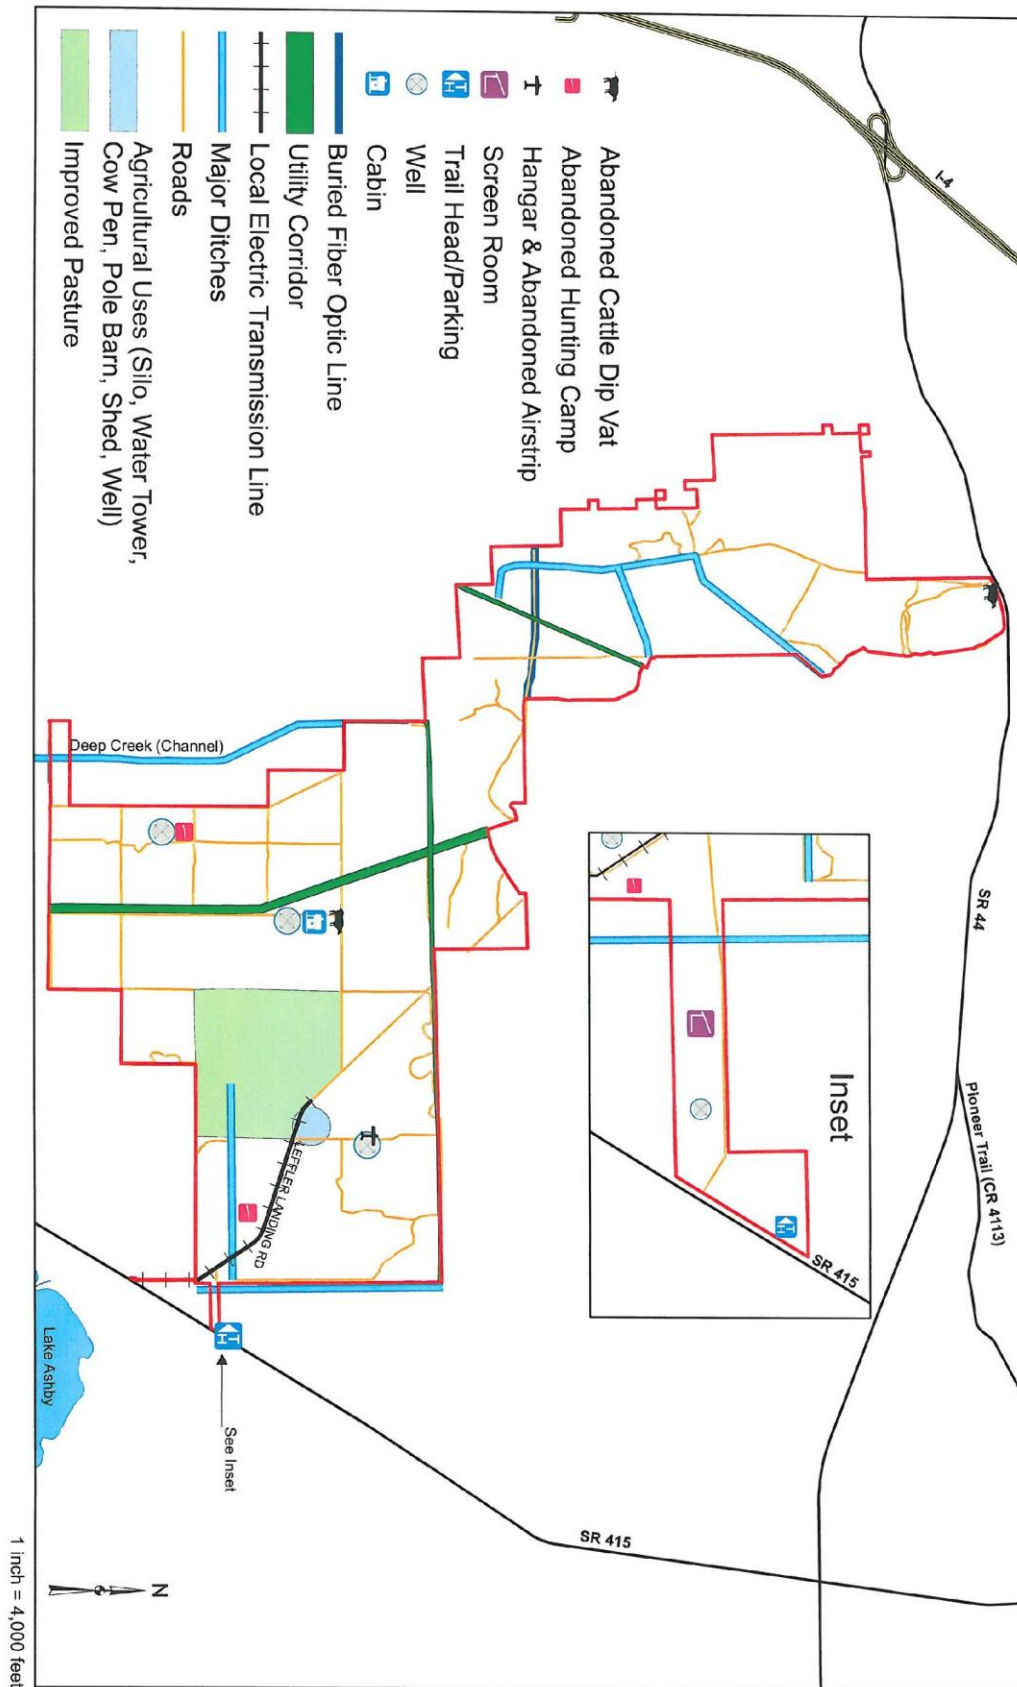 I-4
SR 44
Pioneer Trail (CR 4113)
Abandoned Cattle Dip Vat
Abandoned Hunting Camp
Hangar & Abandoned Airstrip
Screen Room
Trail Head/Parking
Well
Cabin
Buried Fiber Optic Line
Utility Corridor
Local Electric Transmission Line
Major Ditches
Roads
Agricultural Uses (Silo, Water Tower,
Cow Pen, Pole Barn, Shed, Well)
Improved Pasture
Inset
TH
SR 415
Deep Creek (Channel)
LEFFLER LANDING RD
TH
See Inset
Lake Ashby
SR 415
N
1 inch = 4,000 feet